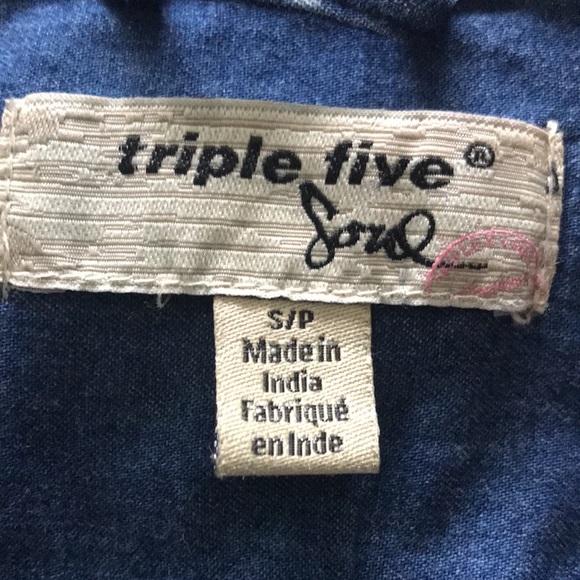 triple five®
Soul
S/P
Made in
India
Fabriqué
en Inde